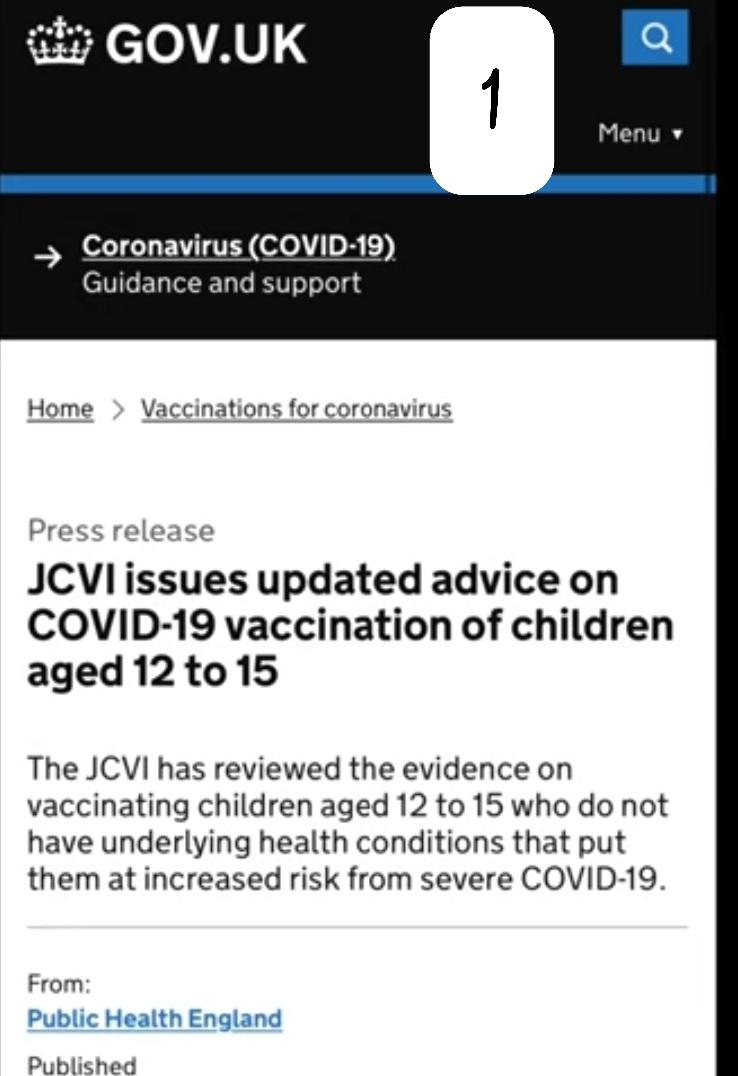 GOV.UK
1
Menu ▼
→ Coronavirus (COVID-19)
Guidance and support
Home > Vaccinations for coronavirus
Press release
JCVI issues updated advice on
COVID-19 vaccination of children
aged 12 to 15
The JCVI has reviewed the evidence on
vaccinating children aged 12 to 15 who do not
have underlying health conditions that put
them at increased risk from severe COVID-19.
From:
Public Health England
Published